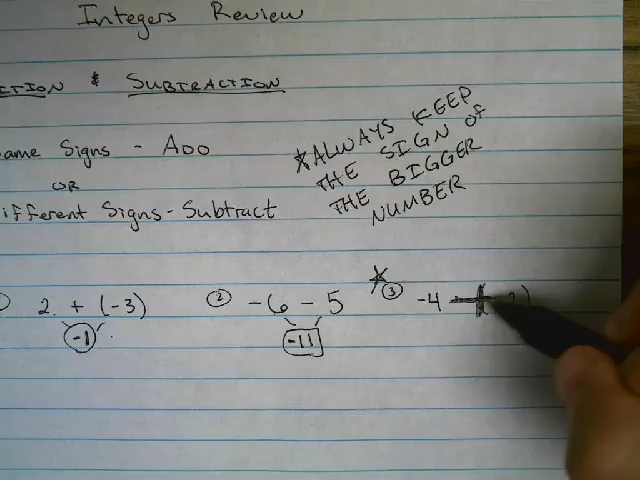 Integers Review
ITION & SUBTRACTION
ame Signs - ADD
OR
ifferent Signs - Subtract
*ALWAYS KEEP
THE SIGN OF
THE BIGGER
NUMBER
2 + (-3)
-1
② -6 - 5
-11
* ③ -4